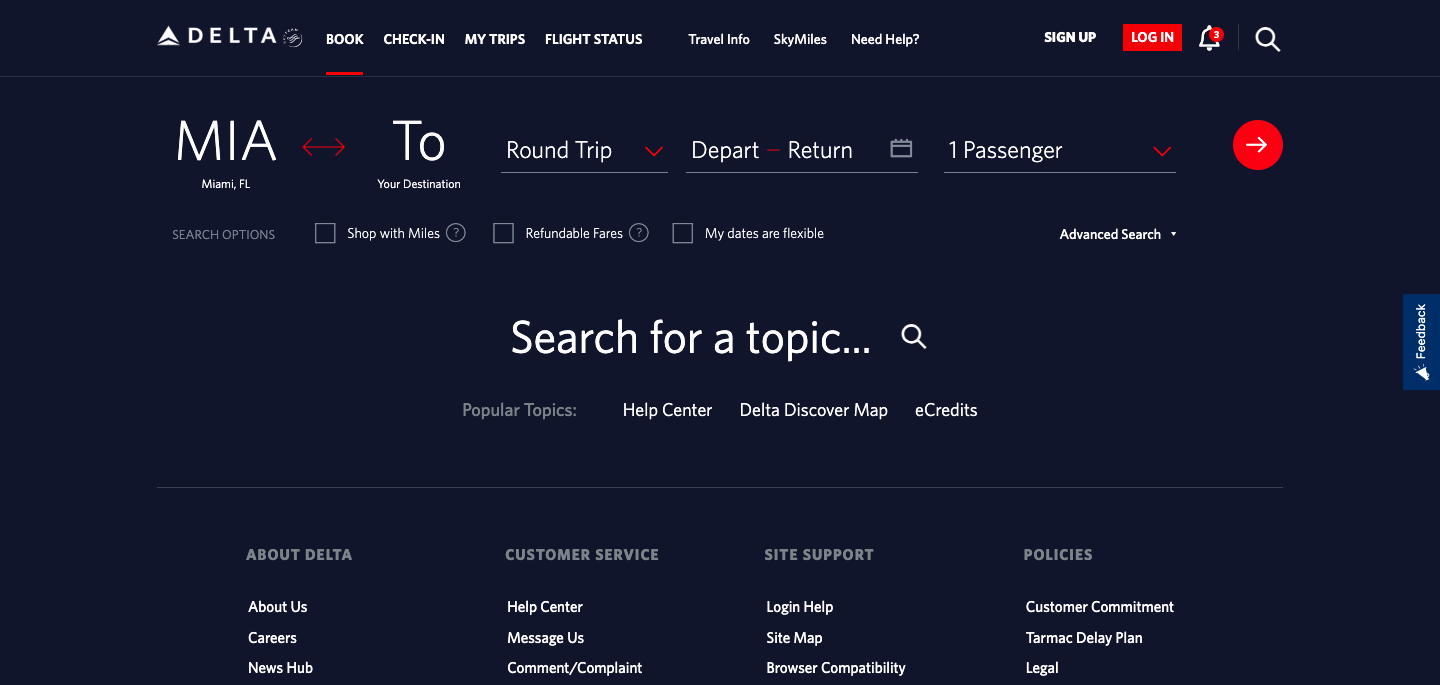 DELTA BOOK CHECK-IN MY TRIPS FLIGHT STATUS Travel Info SkyMiles Need Help? SIGN UP LOG IN 3
MIA To Round Trip Depart — Return 1 Passenger
Miami, FL Your Destination
SEARCH OPTIONS Shop with Miles ? Refundable Fares ? My dates are flexible Advanced Search
Feedback
Search for a topic...
Popular Topics: Help Center Delta Discover Map eCredits
ABOUT DELTA CUSTOMER SERVICE SITE SUPPORT POLICIES
About Us Help Center Login Help Customer Commitment
Careers Message Us Site Map Tarmac Delay Plan
News Hub Comment/Complaint Browser Compatibility Legal